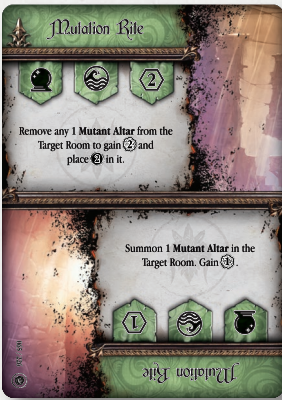 Mutation Rite
2
Remove any 1 Mutant Altar from the
Target Room to gain 2 and
place 2 in it.
Summon 1 Mutant Altar in the
Target Room. Gain 1.
1
Mutation Rite